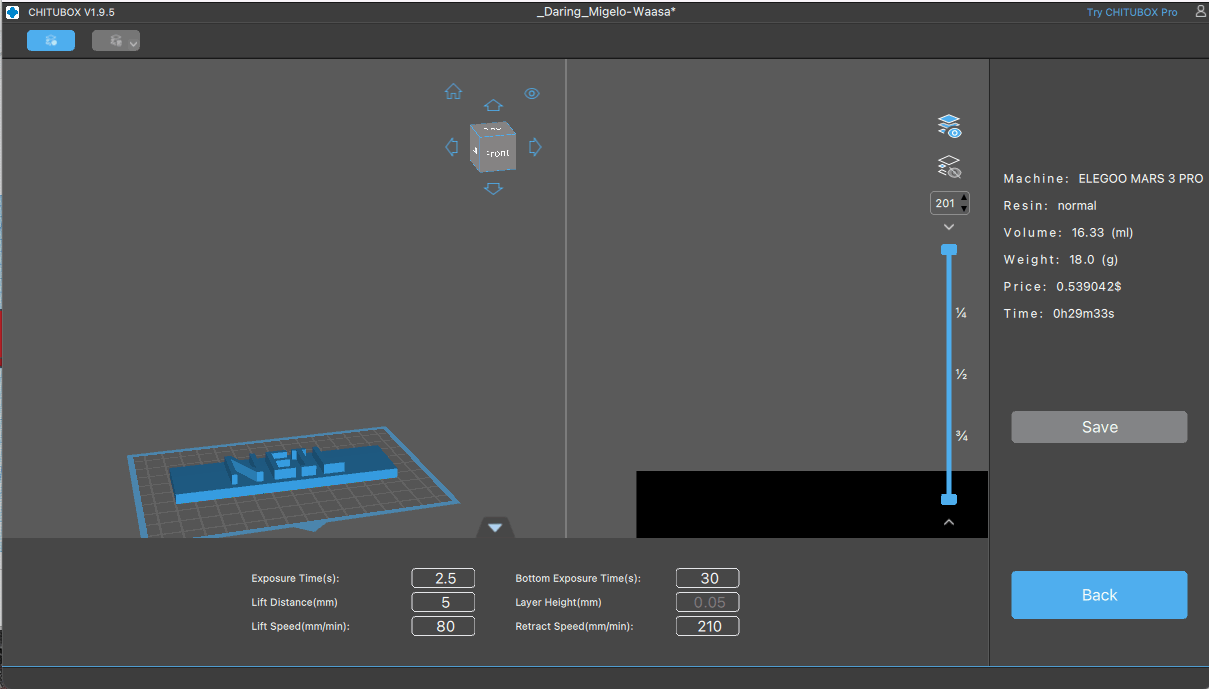 CHITUBOX V1.9.5
_Daring_Migelo-Waasa*
Try CHITUBOX Pro
Front
201
¼
½
¾
Machine: ELEGOO MARS 3 PRO
Resin: normal
Volume: 16.33 (ml)
Weight: 18.0 (g)
Price: 0.539042$
Time: 0h29m33s
Save
Back
Exposure Time(s): 2.5 Bottom Exposure Time(s): 30
Lift Distance(mm) 5 Layer Height(mm) 0.05
Lift Speed(mm/min): 80 Retract Speed(mm/min): 210